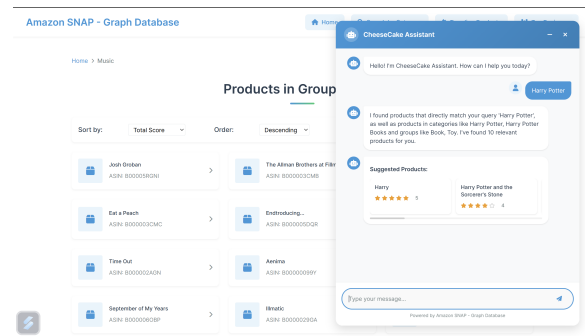 Amazon SNAP - Graph Database
Home
Home > Music
Products in Group
Sort by:
Total Score
Order:
Descending
Josh Groban
ASIN: B00005RGNI
The Allman Brothers at Film
ASIN: B000003CMB
Eat a Peach
ASIN: B000003CMC
Endtroducing...
ASIN: B000005DQR
Time Out
ASIN: B000002AGN
Aenima
ASIN: B00000099Y
September of My Years
ASIN: B0000060BP
Illmatic
ASIN: B0000029GA
CheeseCake Assistant
Hello! I'm CheeseCake Assistant. How can I help you today?
Harry Potter
I found products that directly match your query 'Harry Potter',
as well as products in categories like Harry Potter, Harry Potter
Books and groups like Book, Toy. I've found 10 relevant
products for you.
Suggested Products:
Harry
5
Harry Potter and the
Sorcerer's Stone
4
Type your message...
Powered by Amazon SNAP - Graph Database